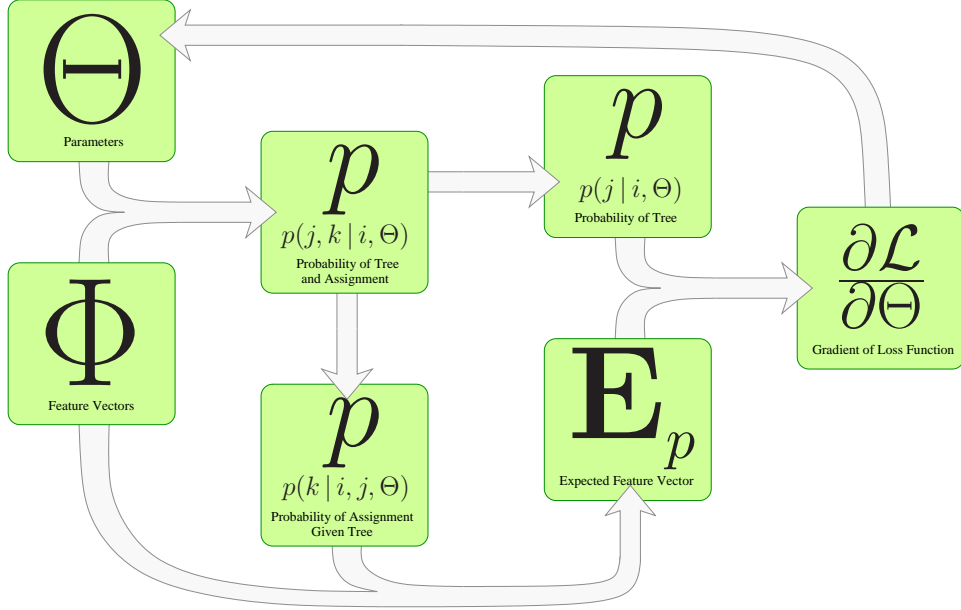 Θ
Parameters
Φ
Feature Vectors
p
p(j, k | i, Θ)
Probability of Tree
and Assignment
p
p(k | i, j, Θ)
Probability of Assignment
Given Tree
p
p(j | i, Θ)
Probability of Tree
E_p
Expected Feature Vector
∂ℒ
∂Θ
Gradient of Loss Function